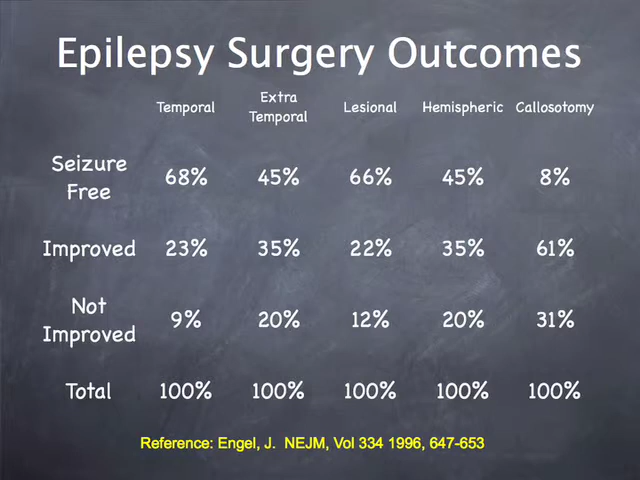 Epilepsy Surgery Outcomes
Temporal Extra Temporal Lesional Hemispheric Callosotomy
Seizure Free 68% 45% 66% 45% 8%
Improved 23% 35% 22% 35% 61%
Not Improved 9% 20% 12% 20% 31%
Total 100% 100% 100% 100% 100%
Reference: Engel, J. NEJM, Vol 334 1996, 647-653